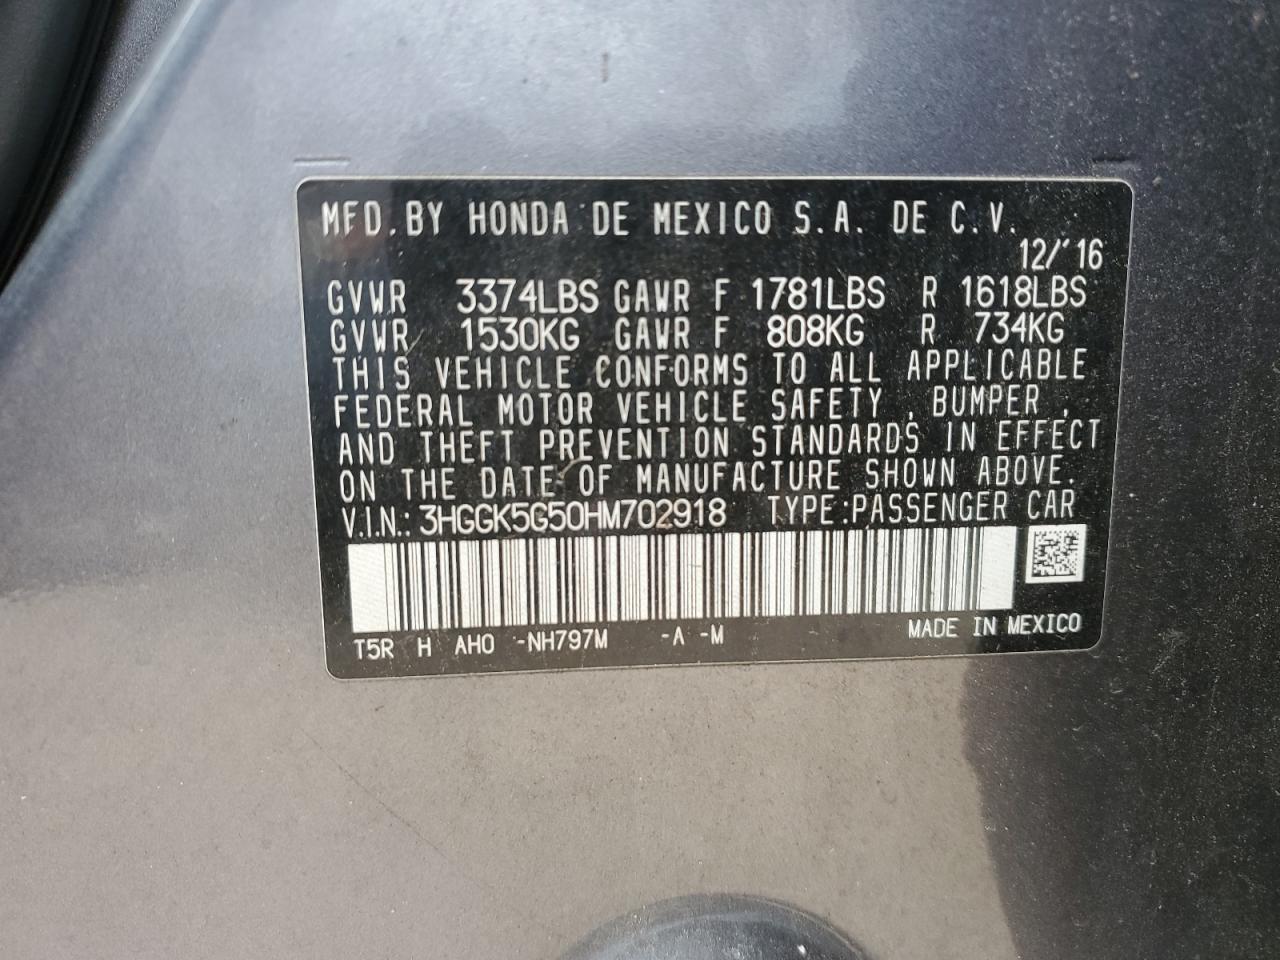 MFD. BY HONDA DE MEXICO S.A. DE C.V.
12/'16
GVWR 3374LBS GAWR F 1781LBS R 1618LBS
GVWR 1530KG GAWR F 808KG R 734KG
THIS VEHICLE CONFORMS TO ALL APPLICABLE
FEDERAL MOTOR VEHICLE SAFETY , BUMPER ,
AND THEFT PREVENTION STANDARDS IN EFFECT
ON THE DATE OF MANUFACTURE SHOWN ABOVE.
V.I.N.: 3HGGK5G50HM702918 TYPE:PASSENGER CAR
T5R H AHO -NH797M -A -M MADE IN MEXICO